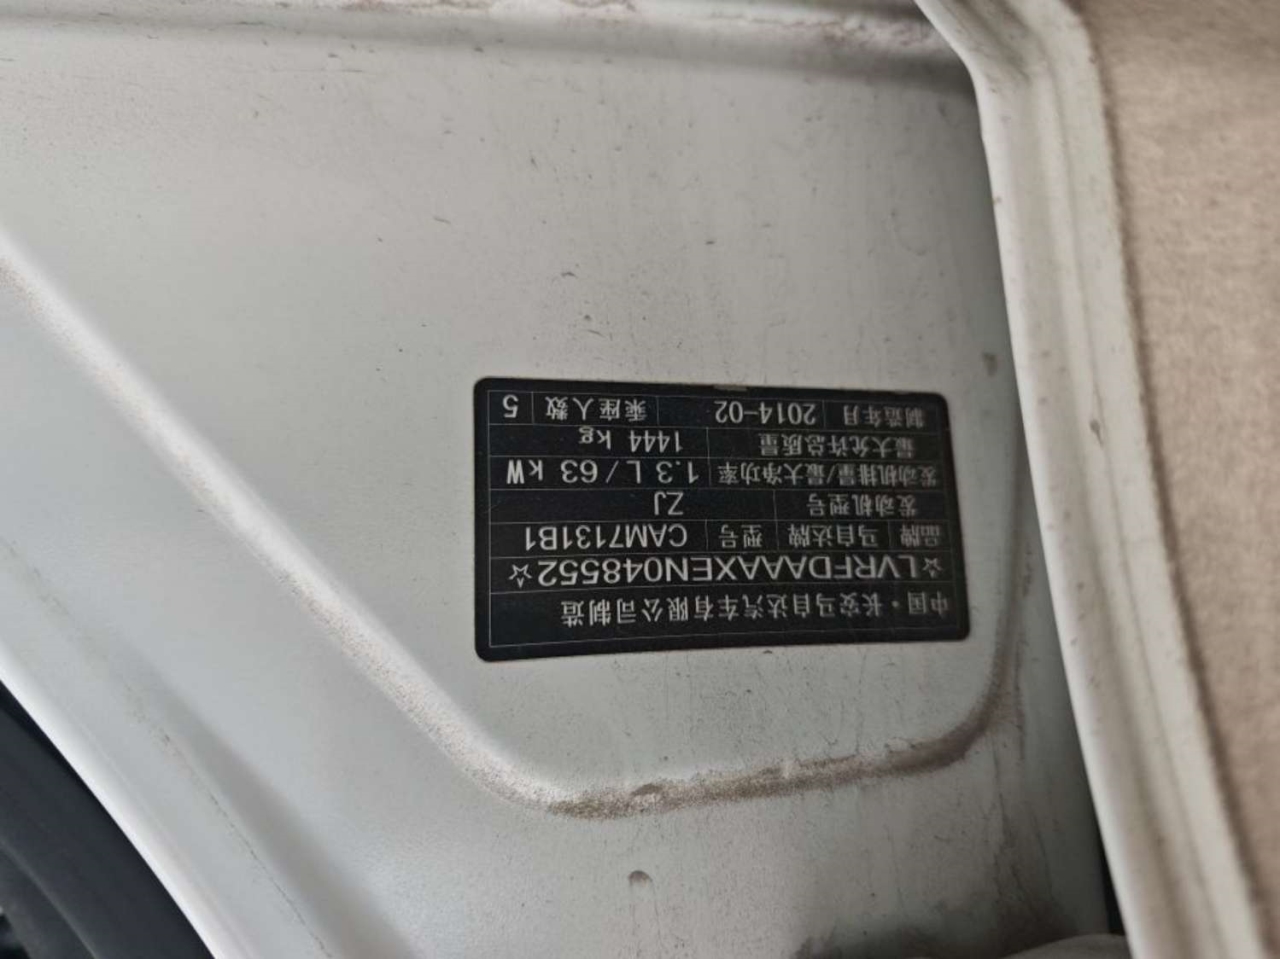 中国·长安马自达汽车有限公司制造
☆LVRFDAAAXEN048552☆
品牌 马自达牌 型号 CAM7131B1
发动机型号 ZJ
发动机排量/最大净功率 1.3 L / 63 kW
最大允许总质量 1444 kg
制造年月 2014-02 乘座人数 5